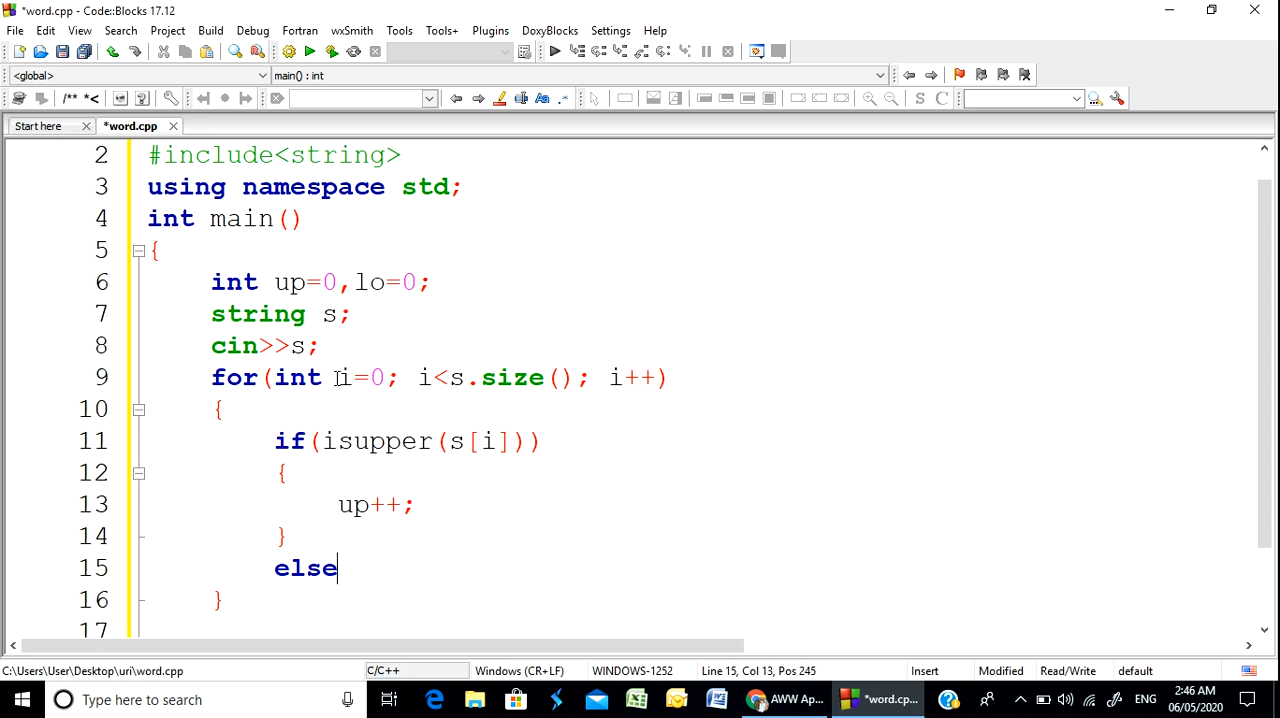 *word.cpp - Code::Blocks 17.12
File Edit View Search Project Build Debug Fortran wxSmith Tools Tools+ Plugins DoxyBlocks Settings Help
<global> main() : int
/** *< Aa .* S C
Start here *word.cpp
2 #include<string>
3 using namespace std;
4 int main()
5 {
6 int up=0,lo=0;
7 string s;
8 cin>>s;
9 for(int i=0; i<s.size(); i++)
10 {
11 if(isupper(s[i]))
12 {
13 up++;
14 }
15 else
16 }
17
C:\Users\User\Desktop\uri\word.cpp C/C++ Windows (CR+LF) WINDOWS-1252 Line 15, Col 13, Pos 245 Insert Modified Read/Write default
Type here to search AWW Ap... *word.cp... ENG 2:46 AM
06/05/2020